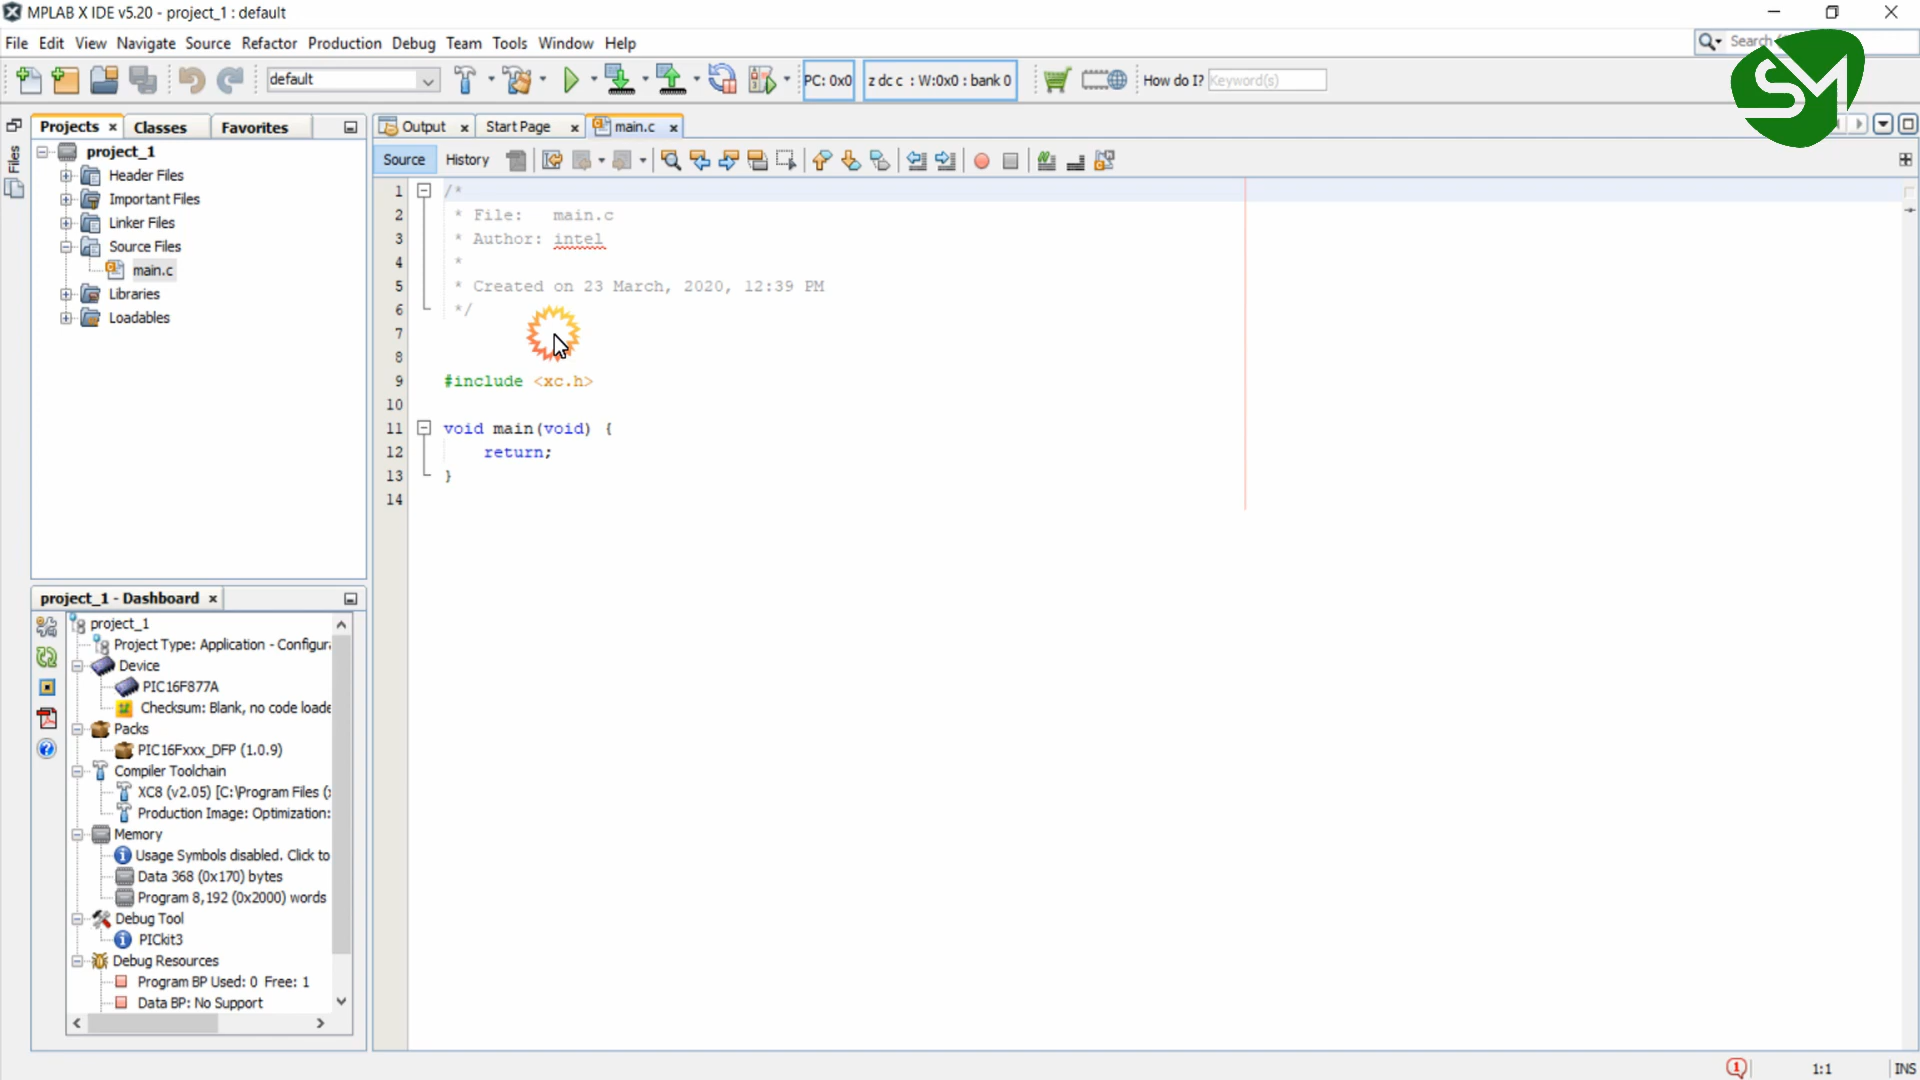 MPLAB X IDE v5.20 - project_1 : default
File Edit View Navigate Source Refactor Production Debug Team Tools Window Help
Search
default
PC: 0x0
z dc c : W:0x0 : bank 0
How do I? Keyword(s)
SM
Files
Projects Classes Favorites
project_1
Header Files
Important Files
Linker Files
Source Files
main.c
Libraries
Loadables
Output Start Page main.c
Source History
1 /*
2 * File: main.c
3 * Author: intel
4 *
5 * Created on 23 March, 2020, 12:39 PM
6 */
7
8
9 #include <xc.h>
10
11 void main(void) {
12 return;
13 }
14
project_1 - Dashboard
project_1
Project Type: Application - Configur
Device
PIC16F877A
Checksum: Blank, no code loade
Packs
PIC16Fxxx_DFP (1.0.9)
Compiler Toolchain
XC8 (v2.05) [C:\Program Files (
Production Image: Optimization:
Memory
Usage Symbols disabled. Click to
Data 368 (0x170) bytes
Program 8,192 (0x2000) words
Debug Tool
PICkit3
Debug Resources
Program BP Used: 0 Free: 1
Data BP: No Support
1
1:1
INS